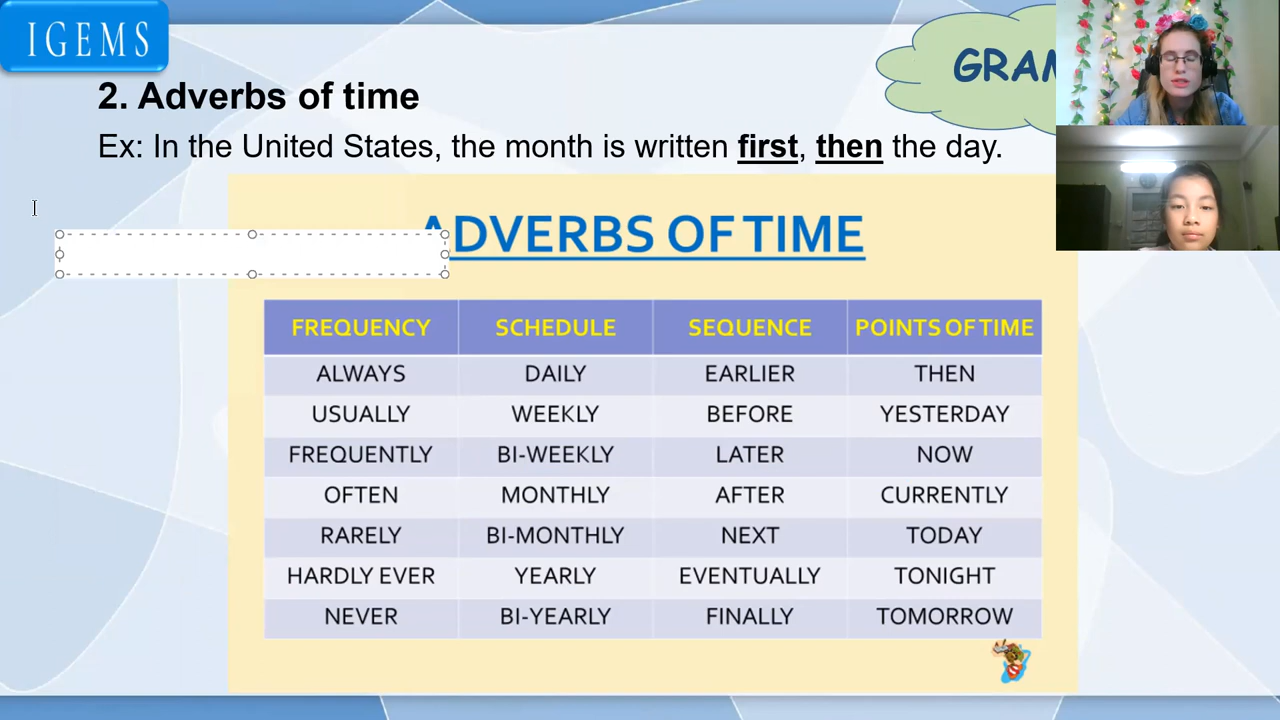 IGEMS
GRAM
2. Adverbs of time
Ex: In the United States, the month is written first, then the day.
ADVERBS OF TIME
FREQUENCY SCHEDULE SEQUENCE POINTS OF TIME
ALWAYS DAILY EARLIER THEN
USUALLY WEEKLY BEFORE YESTERDAY
FREQUENTLY BI-WEEKLY LATER NOW
OFTEN MONTHLY AFTER CURRENTLY
RARELY BI-MONTHLY NEXT TODAY
HARDLY EVER YEARLY EVENTUALLY TONIGHT
NEVER BI-YEARLY FINALLY TOMORROW